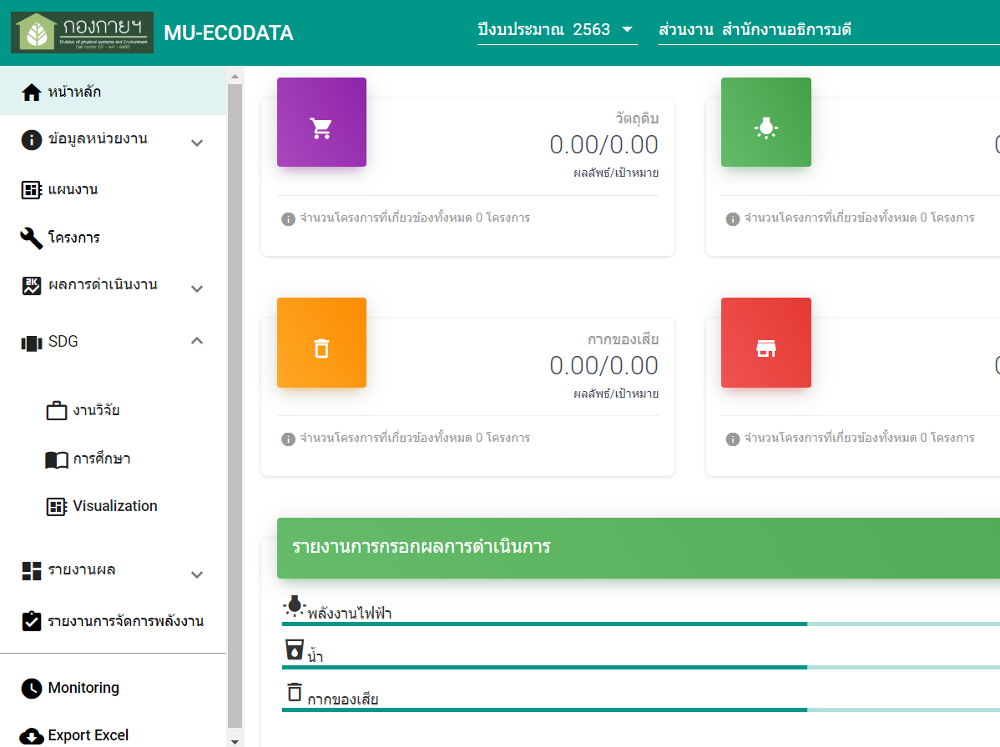 กองกายฯ
Division of physical systems and Environment
Call center 02 - 441 - 4400
MU-ECODATA
ปีงบประมาณ 2563
ส่วนงาน สำนักงานอธิการบดี
หน้าหลัก
ข้อมูลหน่วยงาน
แผนงาน
โครงการ
ผลการดำเนินงาน
SDG
งานวิจัย
การศึกษา
Visualization
รายงานผล
รายงานการจัดการพลังงาน
Monitoring
Export Excel
วัตถุดิบ
0.00/0.00
ผลลัพธ์/เป้าหมาย
จำนวนโครงการที่เกี่ยวข้องทั้งหมด 0 โครงการ
จำนวนโครงการที่เกี่ยวข้องทั้งหมด 0 โครงการ
กากของเสีย
0.00/0.00
ผลลัพธ์/เป้าหมาย
จำนวนโครงการที่เกี่ยวข้องทั้งหมด 0 โครงการ
จำนวนโครงการที่เกี่ยวข้องทั้งหมด 0 โครงการ
รายงานการกรอกผลการดำเนินการ
พลังงานไฟฟ้า
น้ำ
กากของเสีย